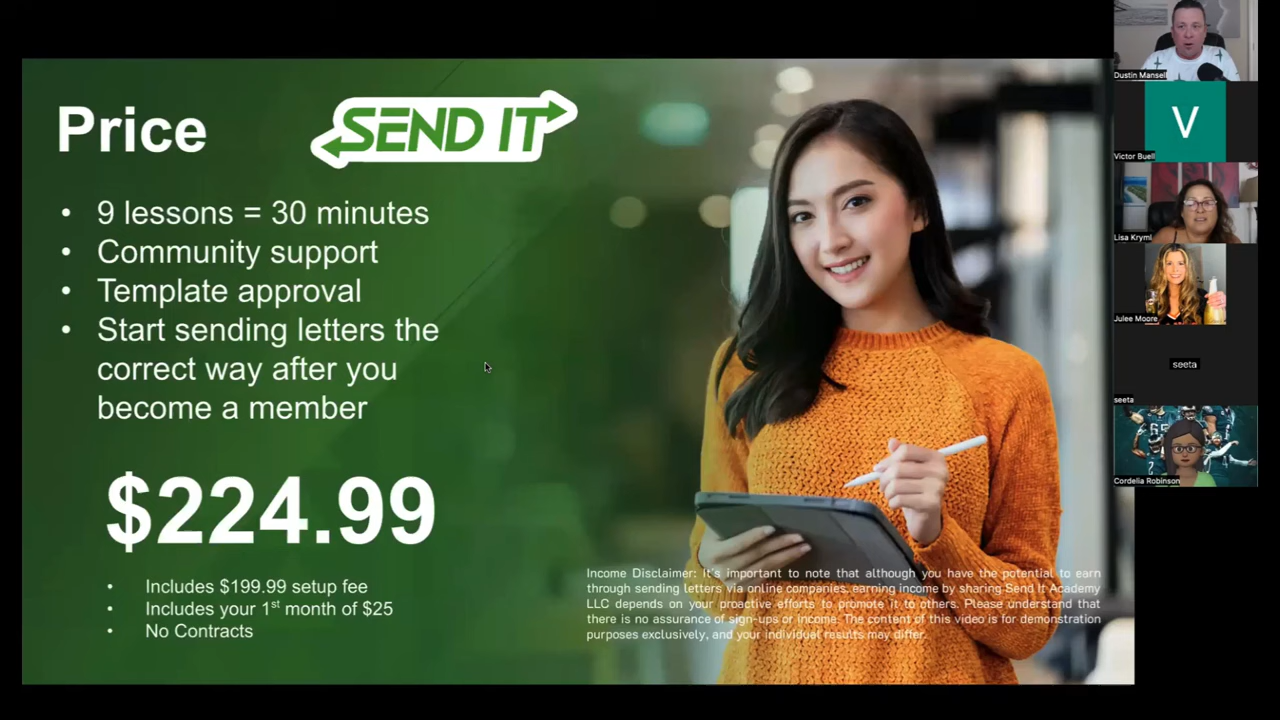 Price
SEND IT
• 9 lessons = 30 minutes
• Community support
• Template approval
• Start sending letters the
correct way after you
become a member
$224.99
• Includes $199.99 setup fee
• Includes your 1st month of $25
• No Contracts
Income Disclaimer: It's important to note that although you have the potential to earn
through sending letters via online companies, earning income by sharing Send It Academy
LLC depends on your proactive efforts to promote it to others. Please understand that
there is no assurance of sign-ups or income. The content of this video is for demonstration
purposes exclusively, and your individual results may differ.
Dustin Mansell
V
Victor Buell
Lisa Kryml
Julee Moore
seeta
seeta
Cordelia Robinson